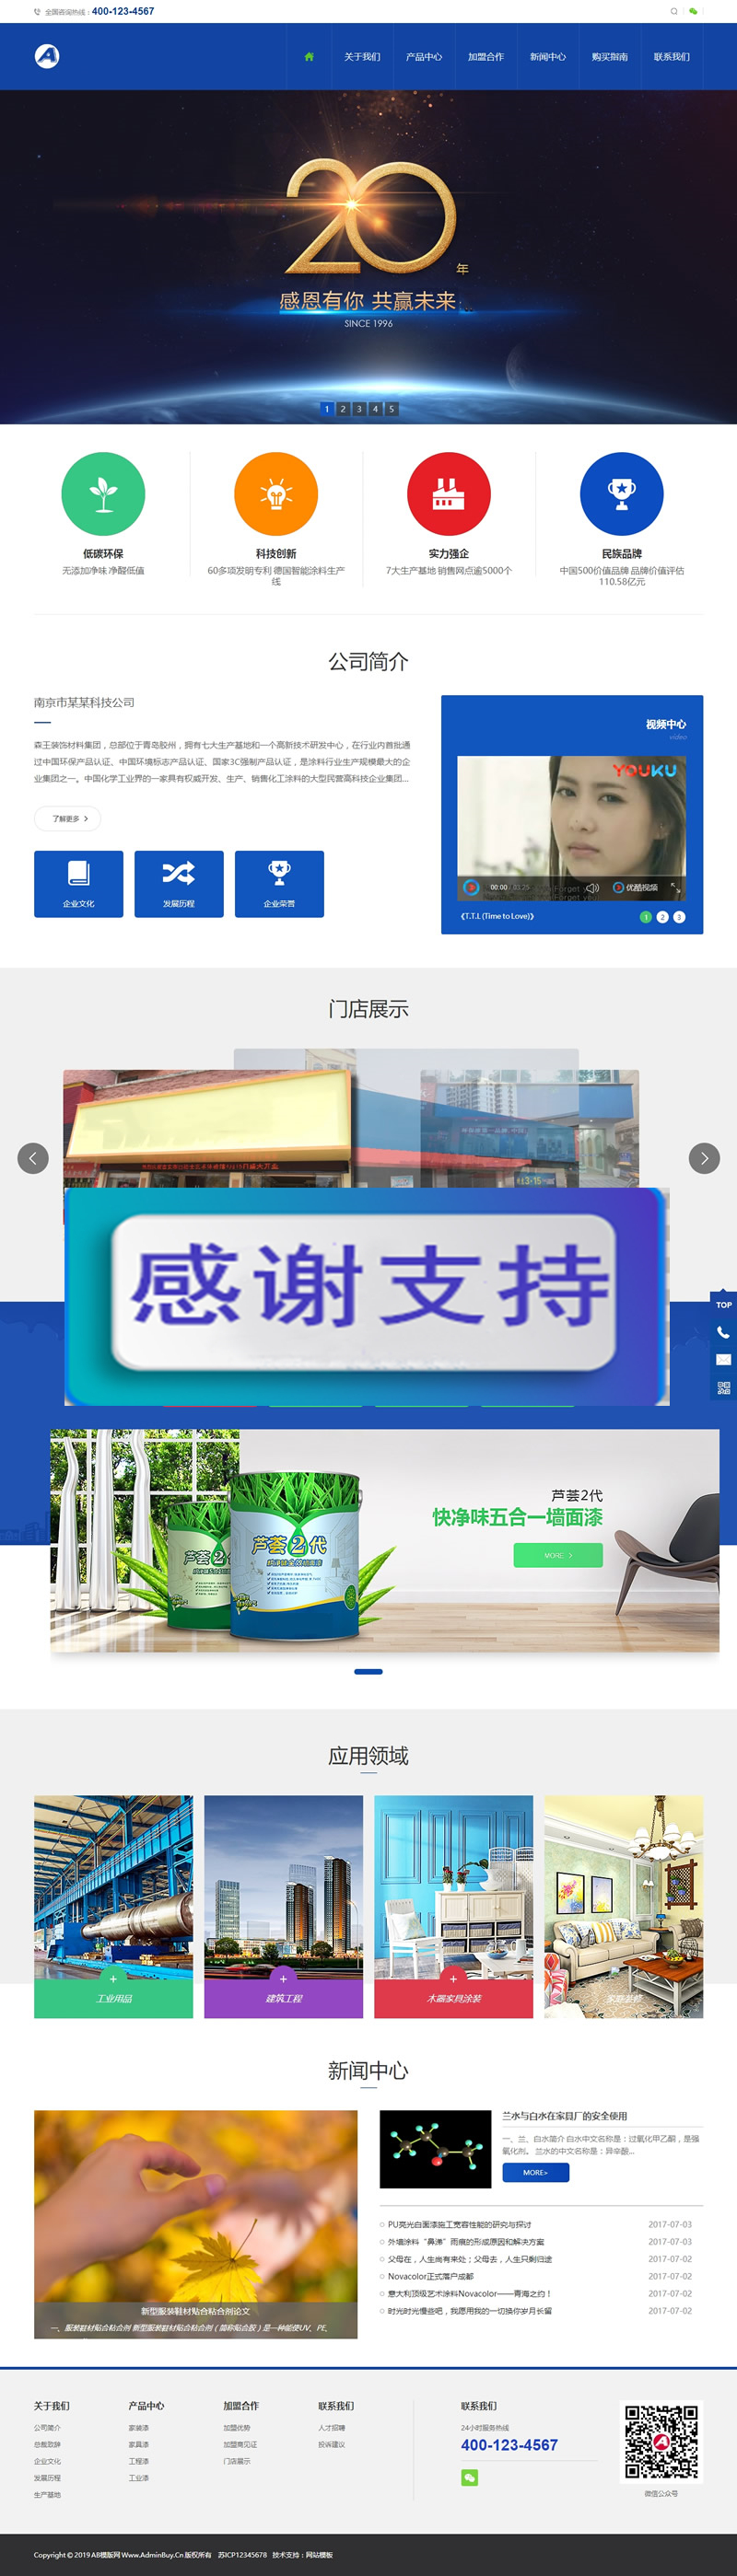 全国咨询热线：400-123-4567
关于我们 产品中心 加盟合作 新闻中心 购买指南 联系我们
20年
感恩有你 共赢未来
SINCE 1996
1 2 3 4 5
低碳环保 科技创新 实力强企 民族品牌
无添加净味 净醛低值
60多项发明专利 德国智能涂料生产
线
7大生产基地 销售网点逾5000个
中国500价值品牌 品牌价值评估
110.58亿元
公司简介
南京市某某科技公司
森王装饰材料集团，总部位于青岛胶州，拥有七大生产基地和一个高新技术研发中心，在行业内首批通
过中国环保产品认证、中国环境标志产品认证、国家3C强制产品认证，是涂料行业生产规模最大的企
业集团之一。中国化学工业界的一家具有权威开发、生产、销售化工涂料的大型民营高科技企业集团...
了解更多
企业文化 发展历程 企业荣誉
视频中心
video
YOUKU
00:00 / 03:25
优酷视频
《T.T.L (Time to Love)》
1 2 3
门店展示
感谢支持
TOP
芦荟2代
芦荟2代
芦荟2代
快净味五合一墙面漆
MORE
应用领域
工业用品 建筑工程 木器家具涂装 家庭装修
新闻中心
新型服装鞋材贴合粘合剂论文
一、服装鞋材贴合粘合剂 新型服装鞋材贴合粘合剂（简称贴合胶）是一种能使UV、PE、
兰水与白水在家具厂的安全使用
一、兰、白水简介 白水中文名称是：过氧化甲乙酮，是强
氧化剂。 兰水的中文名称是：异辛酸...
MORE>
PU亮光白面漆施工宽容性能的研究与探讨 2017-07-03
外墙涂料“鼻涕”雨痕的形成原因和解决方案 2017-07-03
父母在，人生尚有来处；父母去，人生只剩归途 2017-07-02
Novacolor正式落户成都 2017-07-02
意大利顶级艺术涂料Novacolor——青海之约！ 2017-07-02
时光时光慢些吧，我愿用我的一切换你岁月长留 2017-07-02
关于我们
公司简介
总裁致辞
企业文化
发展历程
生产基地
产品中心
家装漆
家具漆
工程漆
工业漆
加盟合作
加盟优势
加盟商见证
门店展示
联系我们
人才招聘
投诉建议
联系我们
24小时服务热线
400-123-4567
微信公众号
Copyright © 2019 AB模版网 Www.AdminBuy.Cn 版权所有 苏ICP12345678 技术支持：网站模板